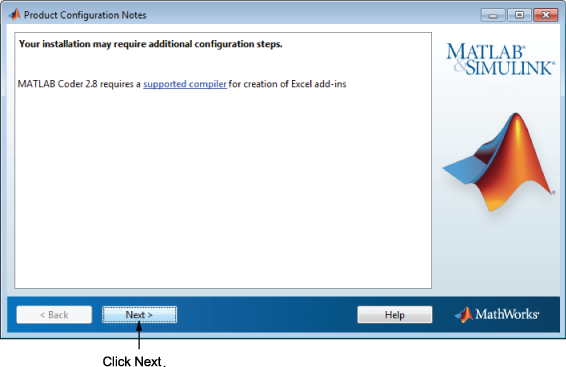 Product Configuration Notes
Your installation may require additional configuration steps.
MATLAB Coder 2.8 requires a supported compiler for creation of Excel add-ins
MATLAB®
&SIMULINK®
< Back
Next >
Help
MathWorks®
Click Next.